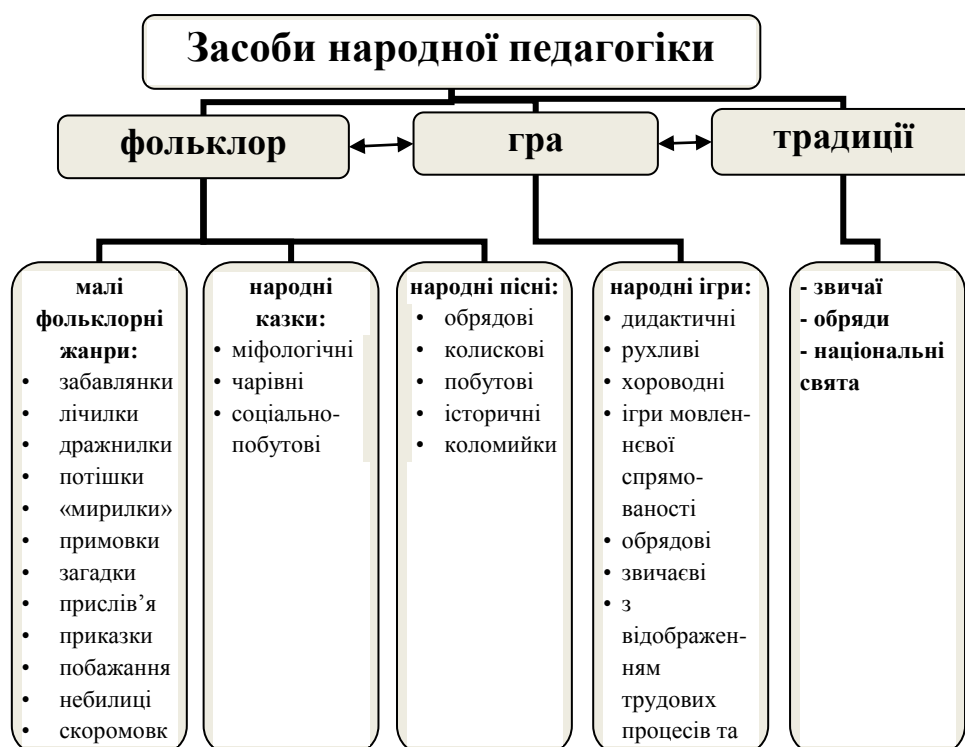 Засоби народної педагогіки
фольклор
гра
традиції
малі
фольклорні
жанри:
• забавлянки
• лічилки
• дражнилки
• потішки
• «мирилки»
• примовки
• загадки
• прислів’я
• приказки
• побажання
• небилиці
• скоромовк
народні
казки:
• міфологічні
• чарівні
• соціально-
побутові
народні пісні:
• обрядові
• колискові
• побутові
• історичні
• коломийки
народні ігри:
• дидактичні
• рухливі
• хороводні
• ігри мовлен-
нєвої
спрямо-
ваності
• обрядові
• звичаєві
• з
відображен-
ням
трудових
процесів та
- звичаї
- обряди
- національні
свята